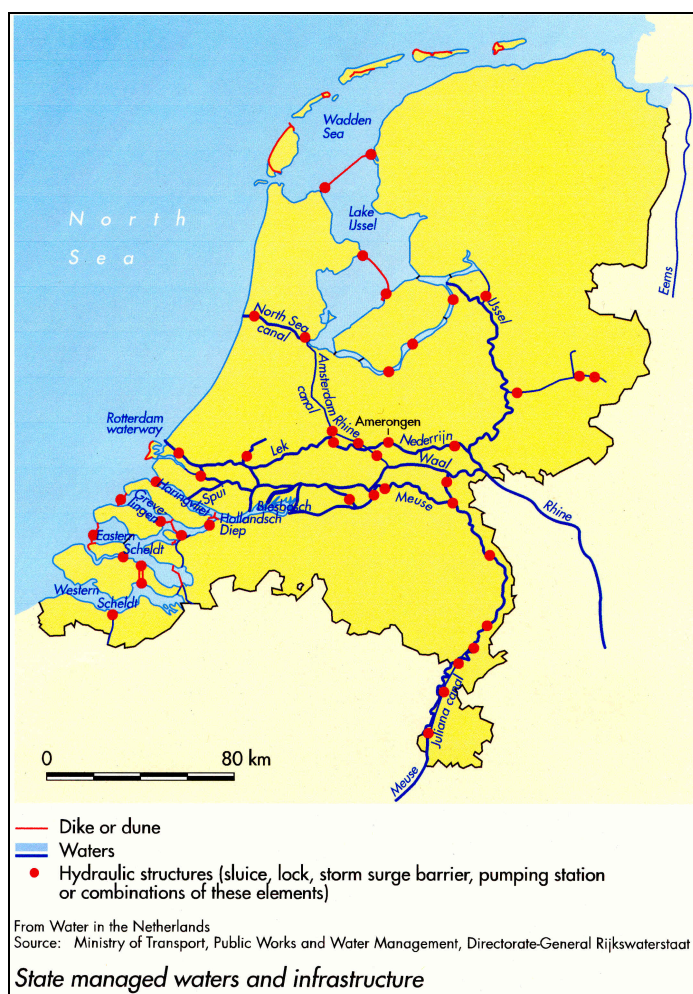 Wadden
Sea
North
Sea
Lake
IJssel
Eems
IJssel
North Sea
canal
Amsterdam Rhine
canal
Amerongen
Rotterdam
waterway
Lek
Nederrijn
Waal
Haringvliet
Spui
Biesbosch
Meuse
Rhine
Greve-
lingen
Hallandsch
Diep
Eastern
Scheldt
Western
Scheldt
Juliana canal
Meuse
0 80 km
Dike or dune
Waters
Hydraulic structures (sluice, lock, storm surge barrier, pumping station
or combinations of these elements)
From Water in the Netherlands
Source: Ministry of Transport, Public Works and Water Management, Directorate-General Rijkswaterstaat
State managed waters and infrastructure